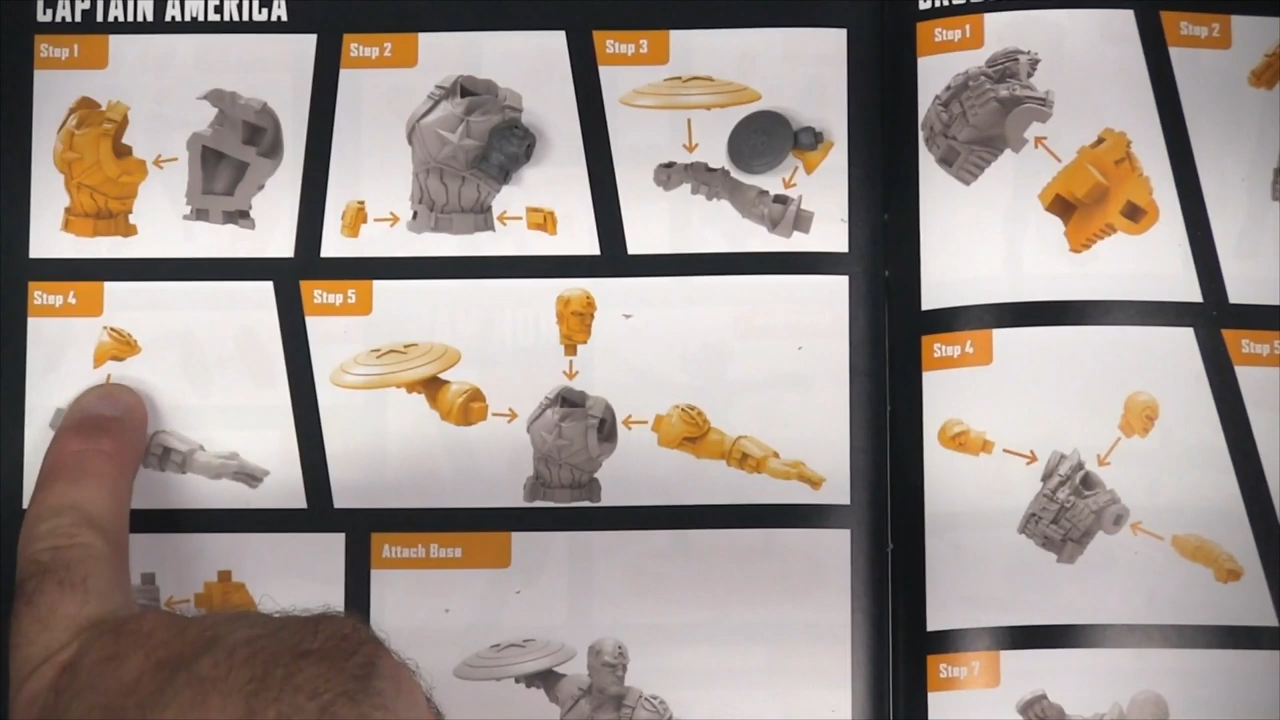 CAPTAIN AMERICA
Step 1
Step 2
Step 3
Step 4
Step 5
Attach Base
Step 1
Step 2
Step 4
Step 5
Step 7